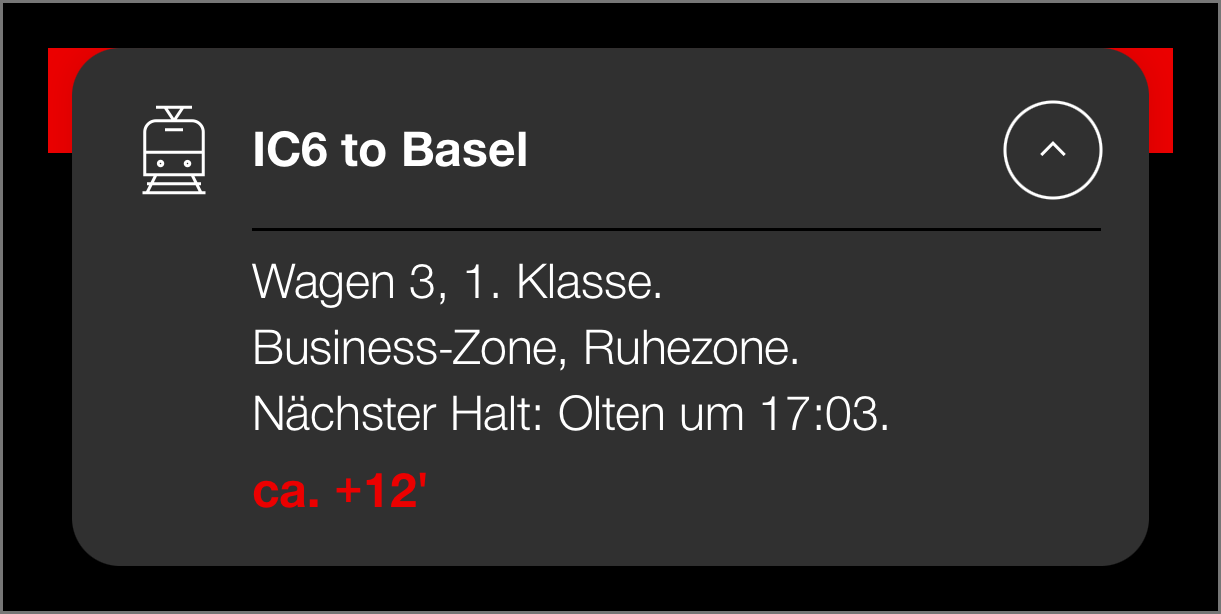 IC6 to Basel
Wagen 3, 1. Klasse.
Business-Zone, Ruhezone.
Nächster Halt: Olten um 17:03.
ca. +12'